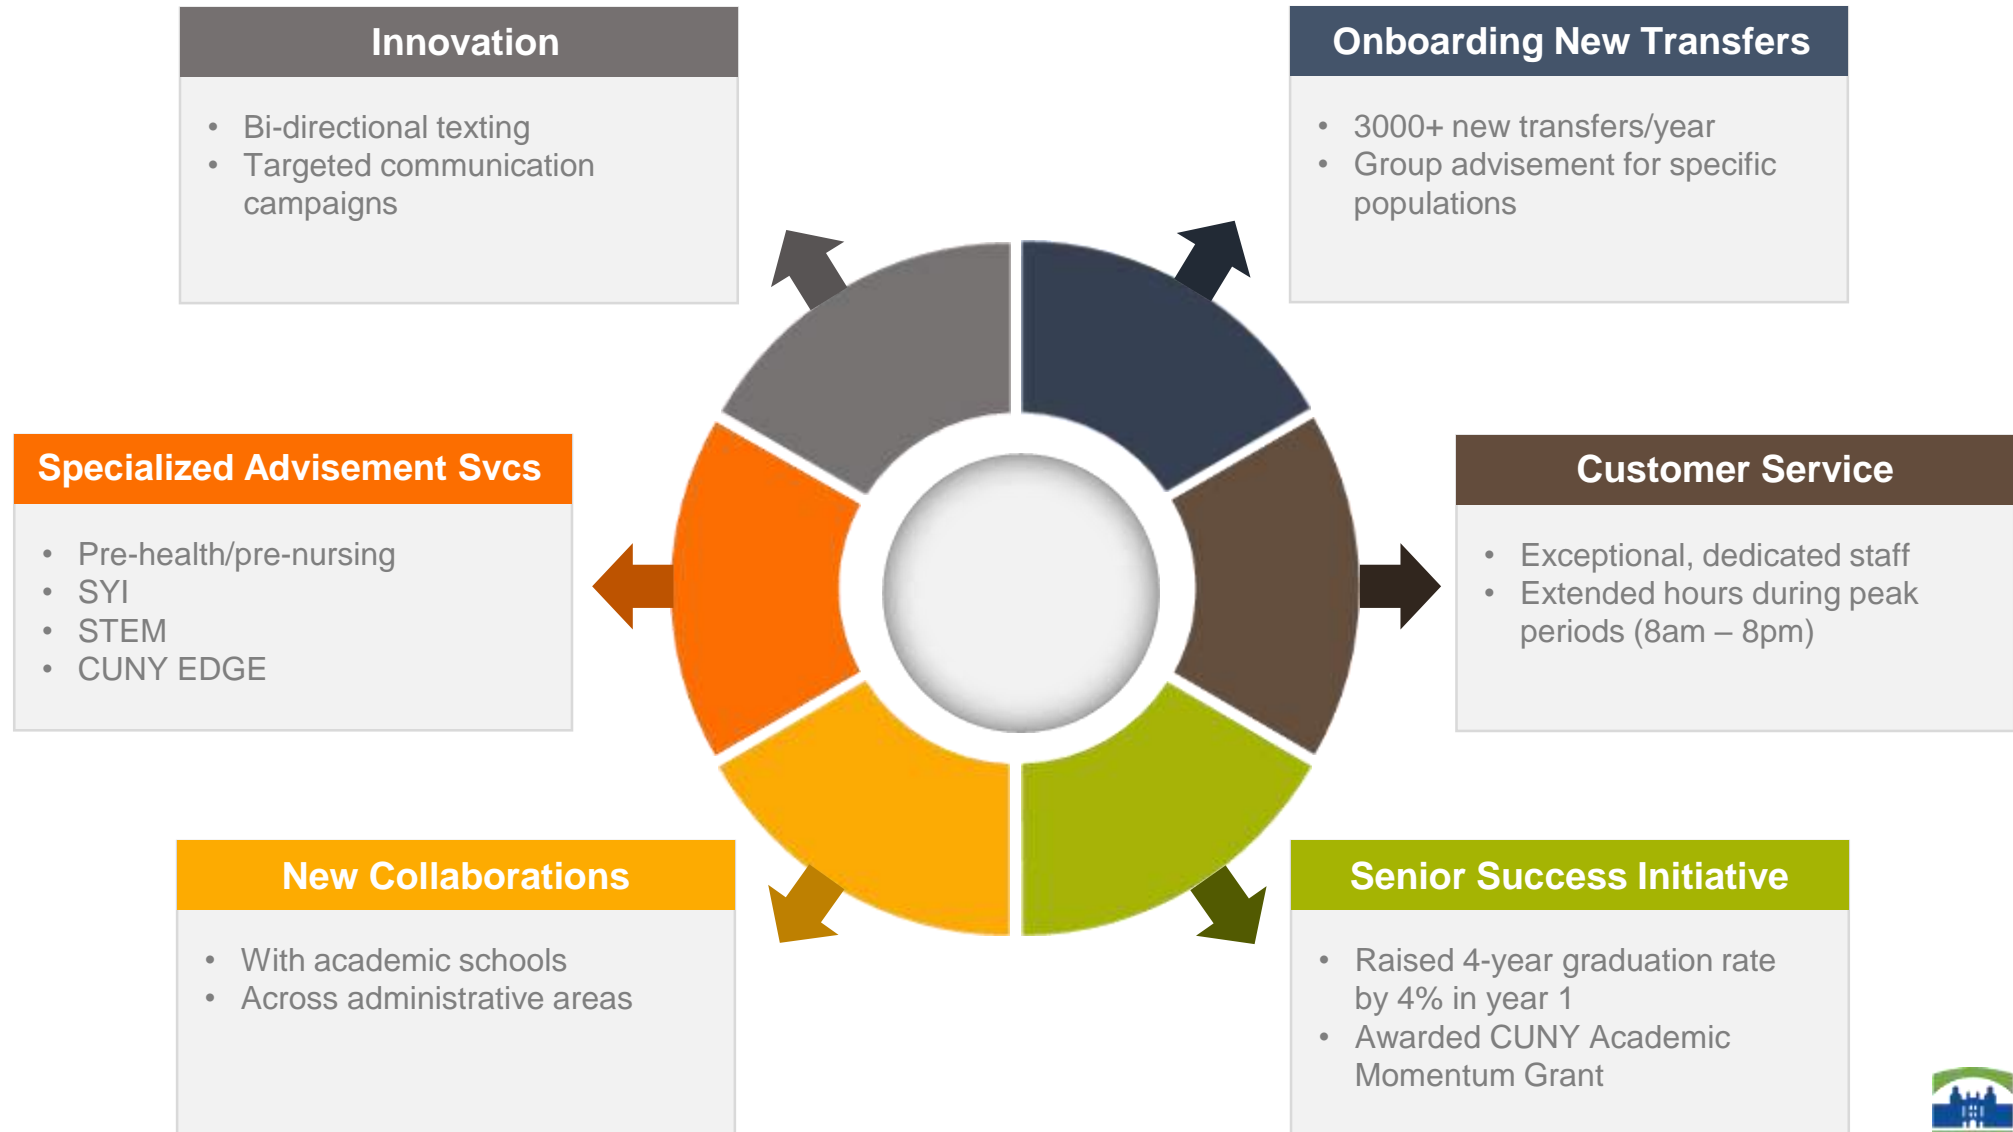 Innovation
• Bi-directional texting
• Targeted communication
campaigns
Onboarding New Transfers
• 3000+ new transfers/year
• Group advisement for specific
populations
Specialized Advisement Svcs
• Pre-health/pre-nursing
• SYI
• STEM
• CUNY EDGE
Customer Service
• Exceptional, dedicated staff
• Extended hours during peak
periods (8am – 8pm)
New Collaborations
• With academic schools
• Across administrative areas
Senior Success Initiative
• Raised 4-year graduation rate
by 4% in year 1
• Awarded CUNY Academic
Momentum Grant